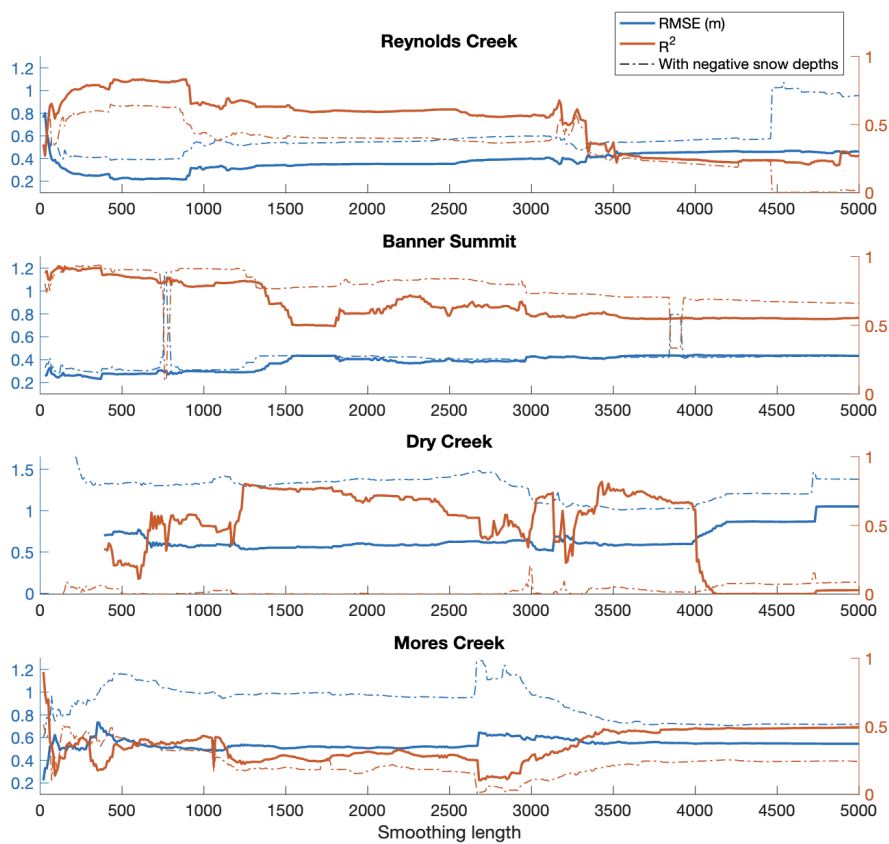 RMSE (m)
R²
With negative snow depths
Reynolds Creek
1.2
1
0.8
0.6
0.4
0.2
1
0.5
0
0 500 1000 1500 2000 2500 3000 3500 4000 4500 5000
Banner Summit
1.2
1
0.8
0.6
0.4
0.2
1
0.5
0
0 500 1000 1500 2000 2500 3000 3500 4000 4500 5000
Dry Creek
1.5
1
0.5
0
1
0.5
0
0 500 1000 1500 2000 2500 3000 3500 4000 4500 5000
Mores Creek
1.2
1
0.8
0.6
0.4
0.2
1
0.5
0
0 500 1000 1500 2000 2500 3000 3500 4000 4500 5000
Smoothing length